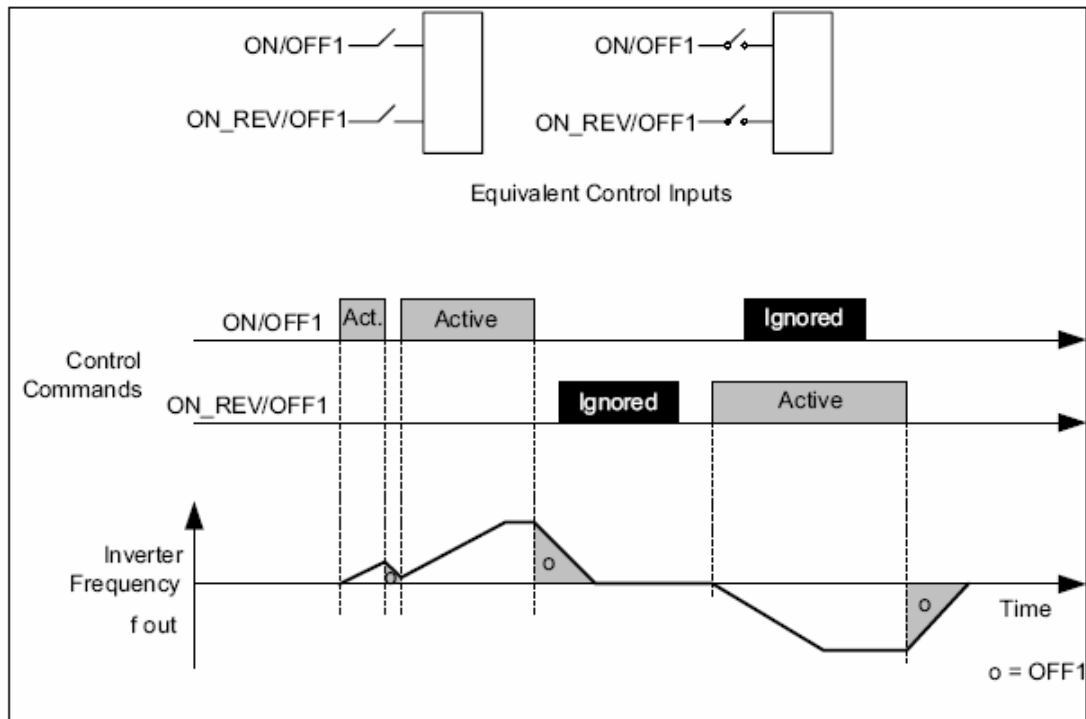 ON/OFF1
ON/OFF1
ON_REV/OFF1
ON_REV/OFF1
Equivalent Control Inputs
ON/OFF1
Act.
Active
Ignored
Control
Commands
ON_REV/OFF1
Ignored
Active
Inverter
Frequency
f out
o
o
o
Time
o = OFF1